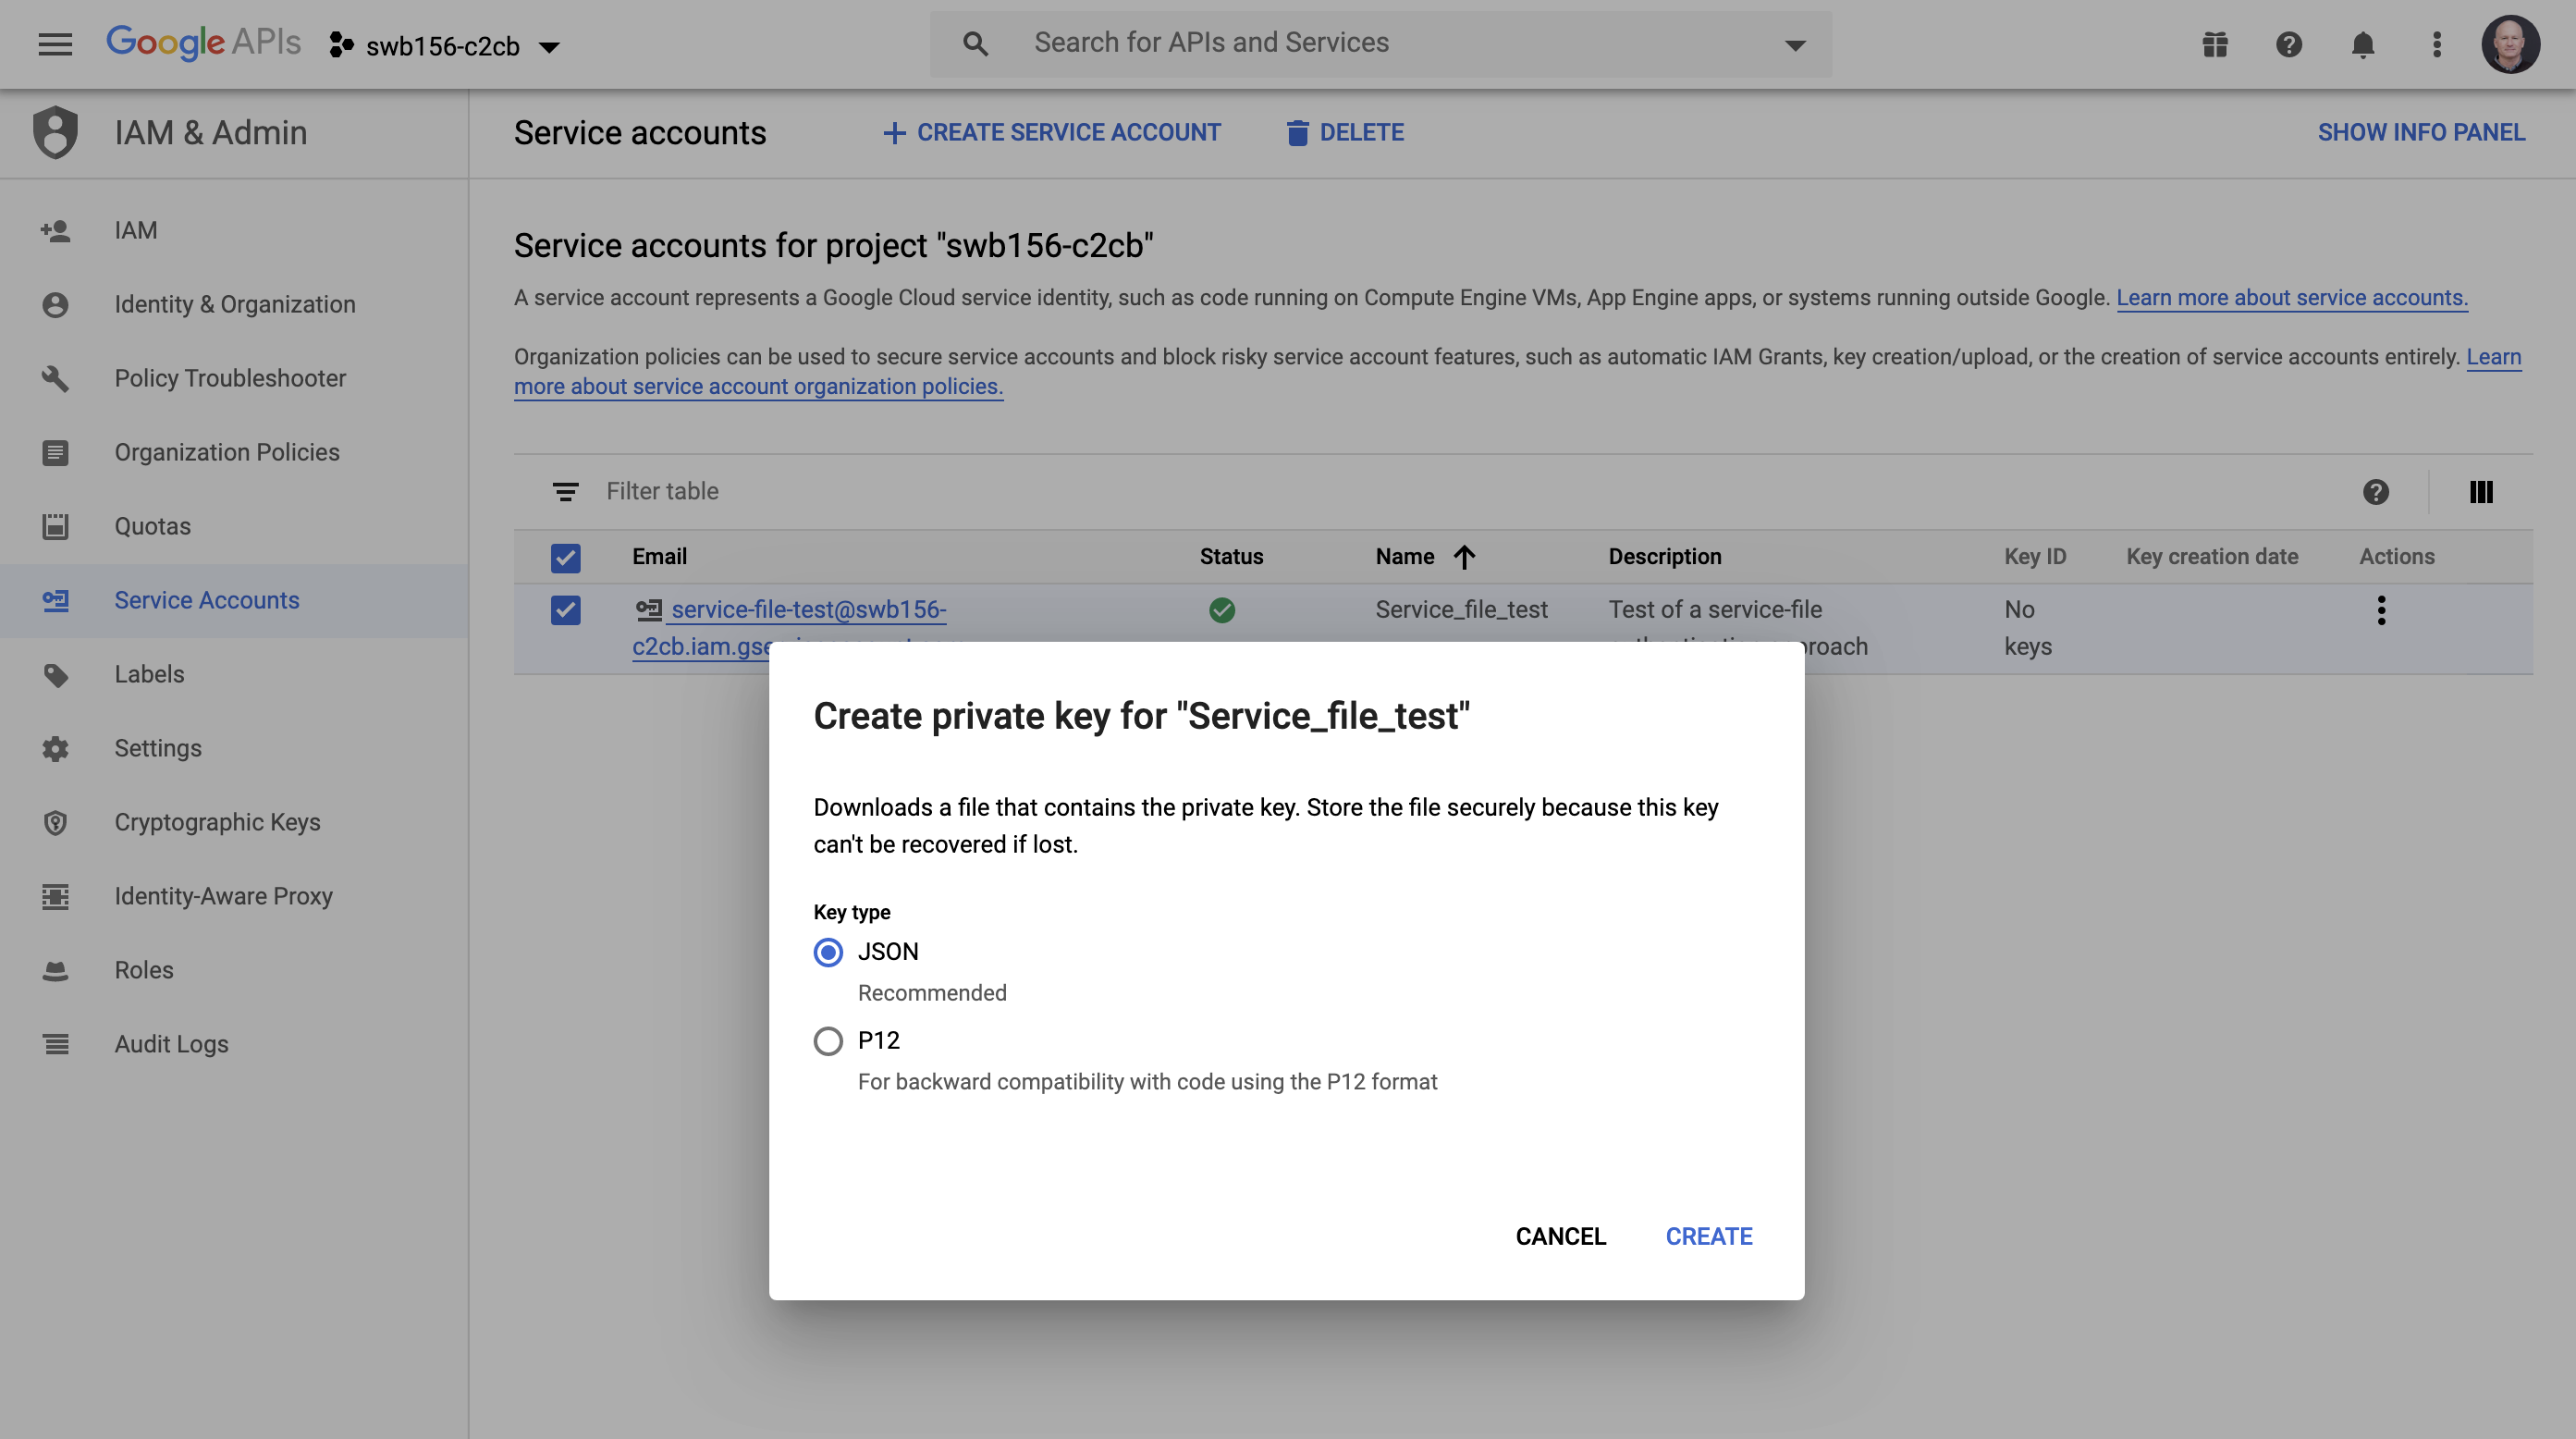 Google APIs
swb156-c2cb
Search for APIs and Services
IAM & Admin
Service accounts
CREATE SERVICE ACCOUNT
DELETE
SHOW INFO PANEL
IAM
Identity & Organization
Policy Troubleshooter
Organization Policies
Quotas
Service Accounts
Labels
Settings
Cryptographic Keys
Identity-Aware Proxy
Roles
Audit Logs
Service accounts for project "swb156-c2cb"
A service account represents a Google Cloud service identity, such as code running on Compute Engine VMs, App Engine apps, or systems running outside Google. Learn more about service accounts.
Organization policies can be used to secure service accounts and block risky service account features, such as automatic IAM Grants, key creation/upload, or the creation of service accounts entirely. Learn
more about service account organization policies.
Filter table
Email Status Name Description Key ID Key creation date Actions
service-file-test@swb156- Service_file_test Test of a service-file No
c2cb.iam.gse keys
Create private key for "Service_file_test"
Downloads a file that contains the private key. Store the file securely because this key
can't be recovered if lost.
Key type
JSON
Recommended
P12
For backward compatibility with code using the P12 format
CANCEL CREATE